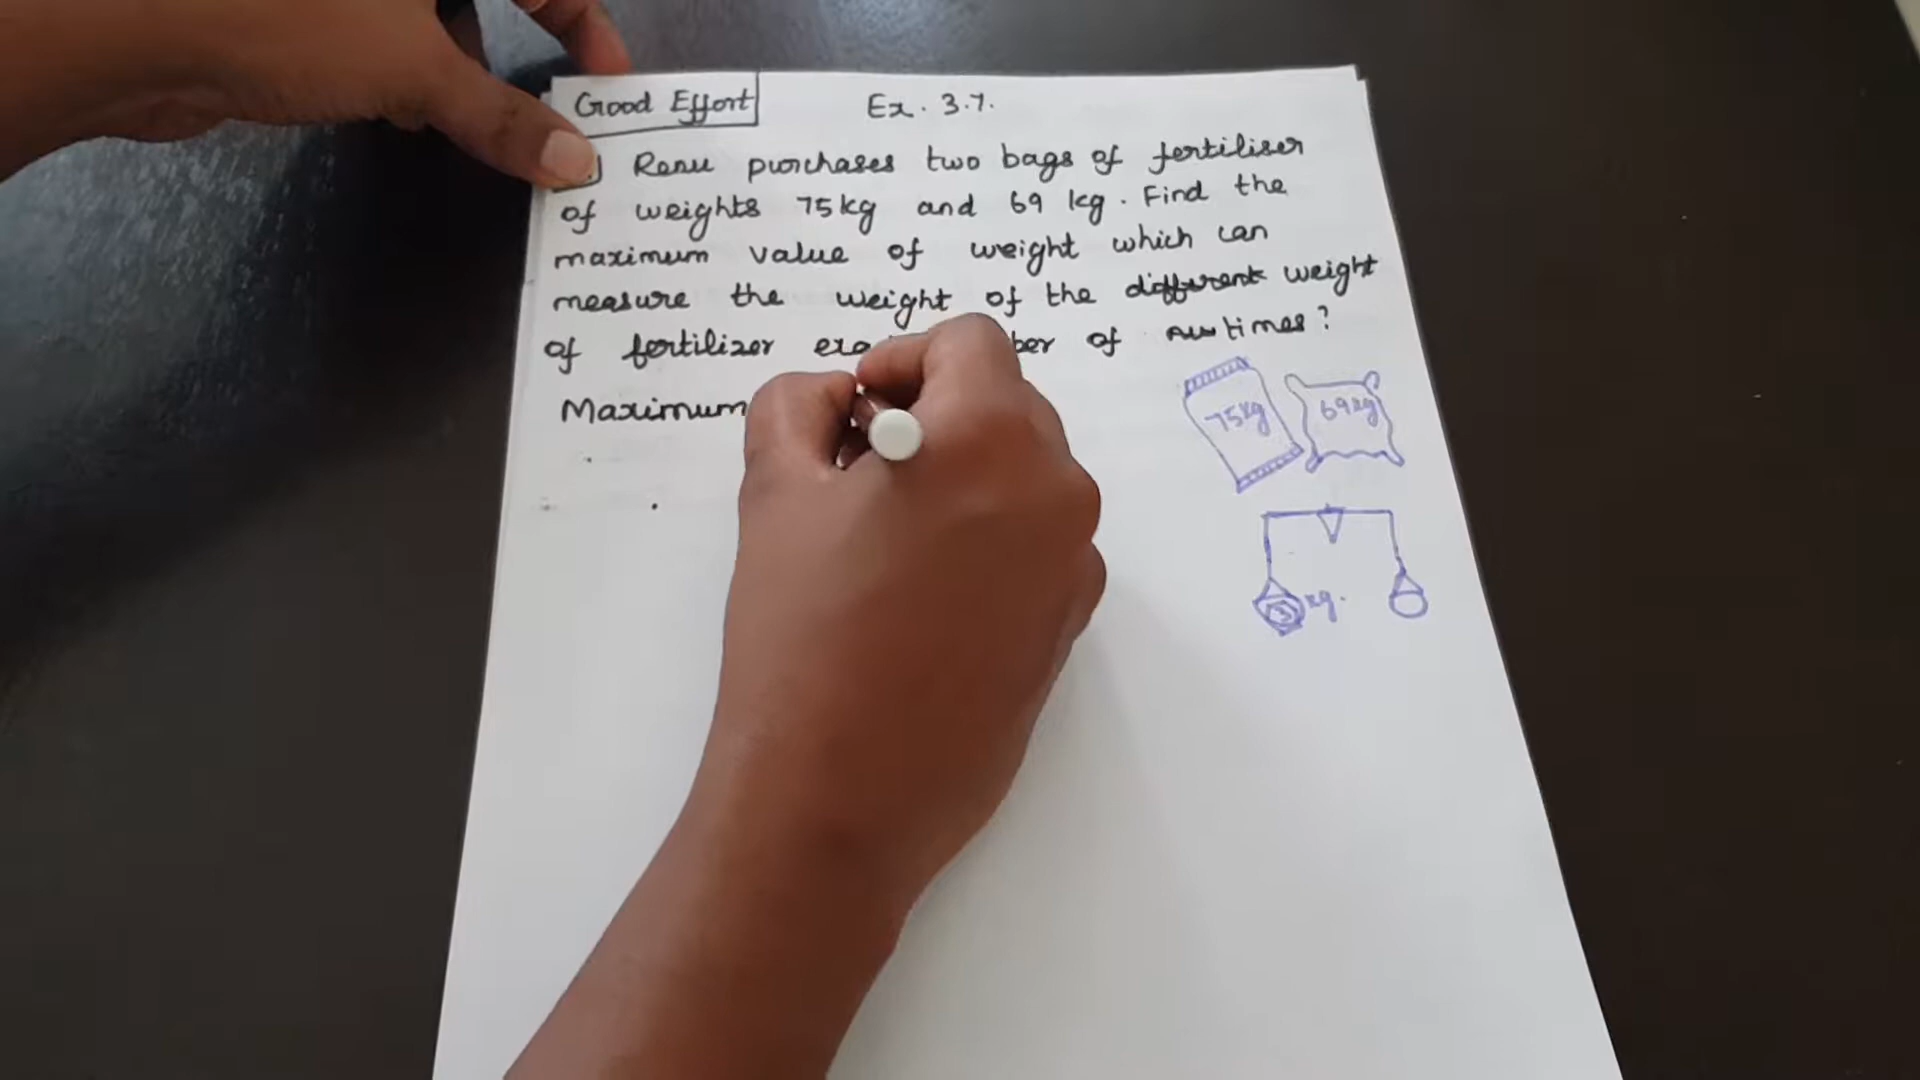 Good Effort Ex. 3.7.
Renu purchases two bags of fertiliser
of weights 75kg and 69 kg. Find the
maximum value of weight which can
measure the weight of the different weight
of fertilizer of times?
Maximum
75kg 69kg
3 kg.